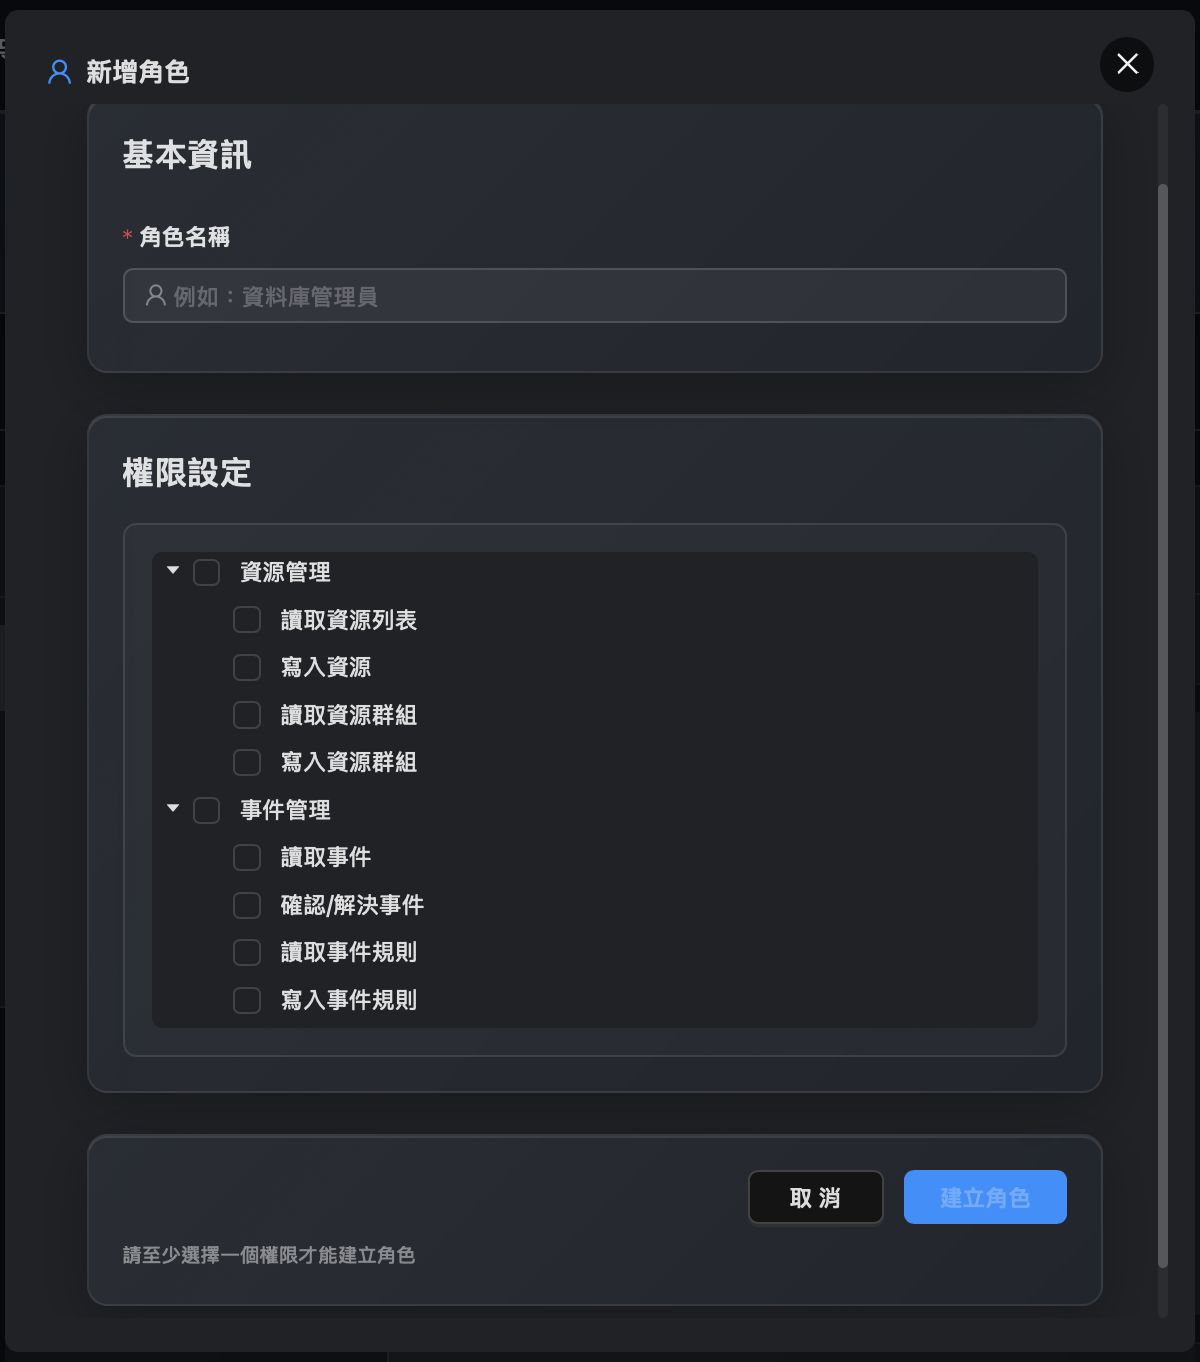 新增角色
基本資訊
* 角色名稱
例如：資料庫管理員
權限設定
資源管理
讀取資源列表
寫入資源
讀取資源群組
寫入資源群組
事件管理
讀取事件
確認/解決事件
讀取事件規則
寫入事件規則
取 消
建立角色
請至少選擇一個權限才能建立角色